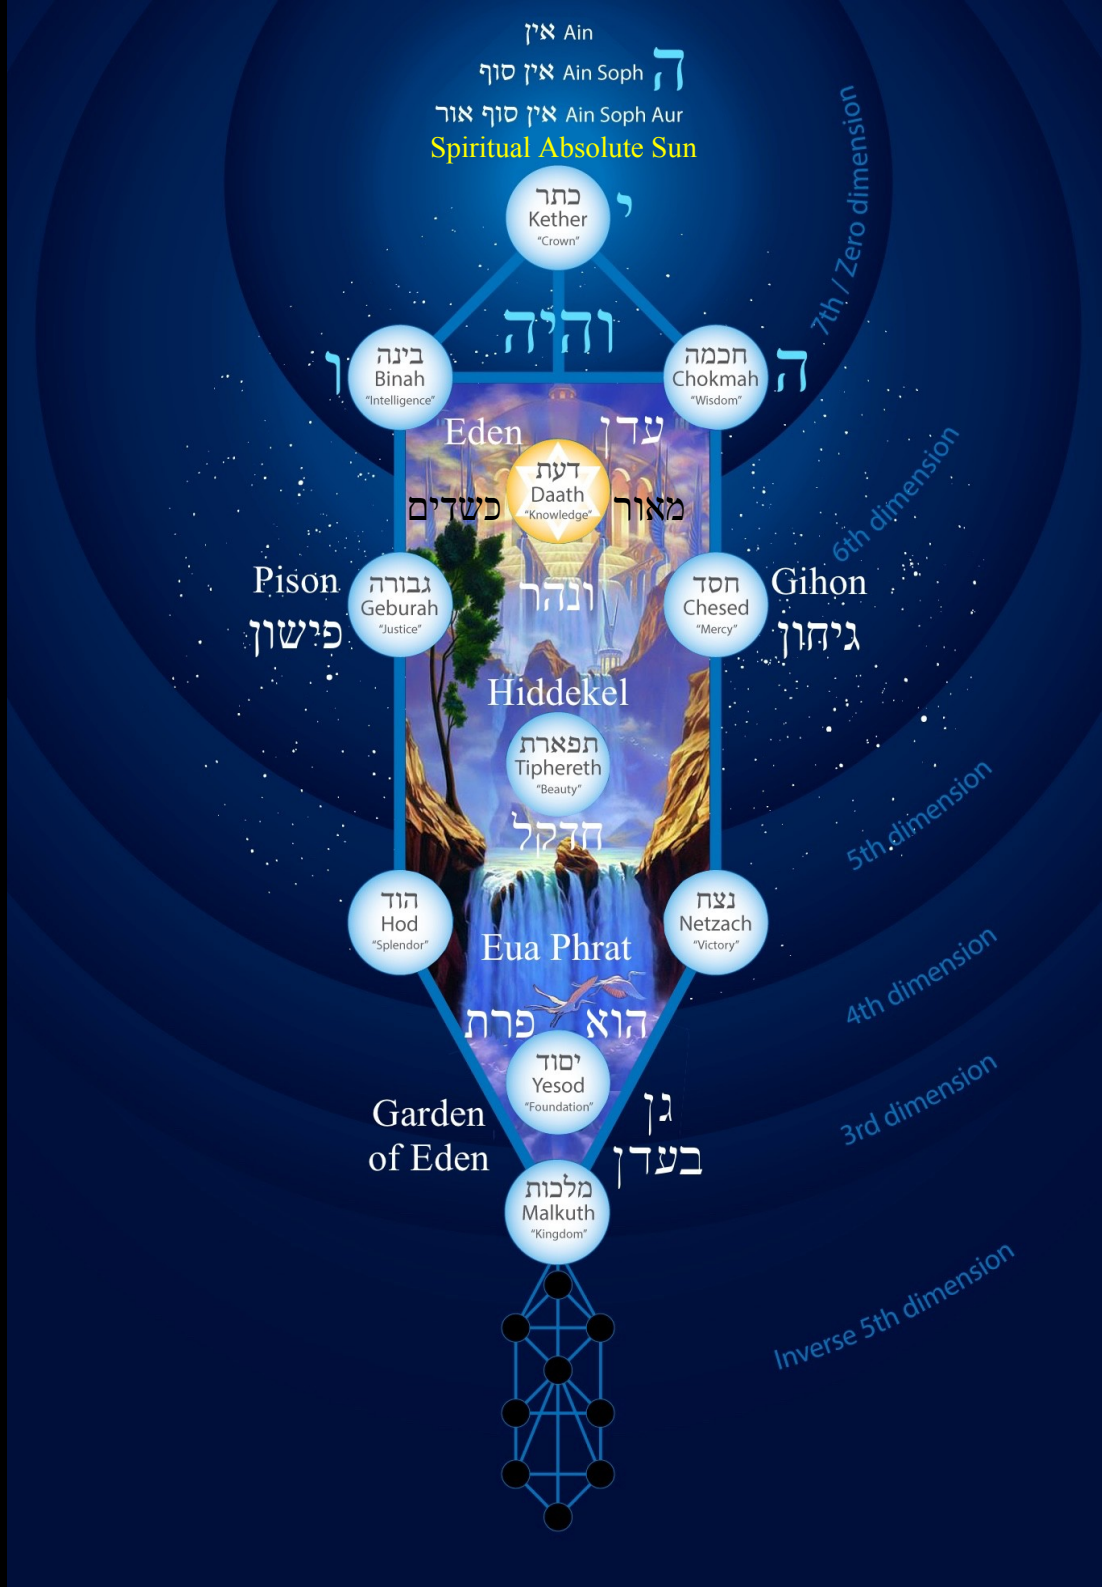 אין Ain
אין סוף Ain Soph ה
אין סוף אור Ain Soph Aur
Spiritual Absolute Sun
כתר
Kether
"Crown"
י
7th / Zero dimension
והיה
ו
בינה
Binah
"Intelligence"
חכמה
Chokmah
"Wisdom"
ה
Eden עדן
דעת
Daath
"Knowledge"
מאור כשדים
6th dimension
Pison
פישון
גבורה
Geburah
"Justice"
ונהר
חסד
Chesed
"Mercy"
Gihon
גיחון
Hiddekel
תפארת
Tiphereth
"Beauty"
חדקל
5th dimension
הוד
Hod
"Splendor"
נצח
Netzach
"Victory"
Eua Phrat
הוא פרת
4th dimension
יסוד
Yesod
"Foundation"
3rd dimension
Garden
of Eden
גן
בעדן
מלכות
Malkuth
"Kingdom"
Inverse 5th dimension